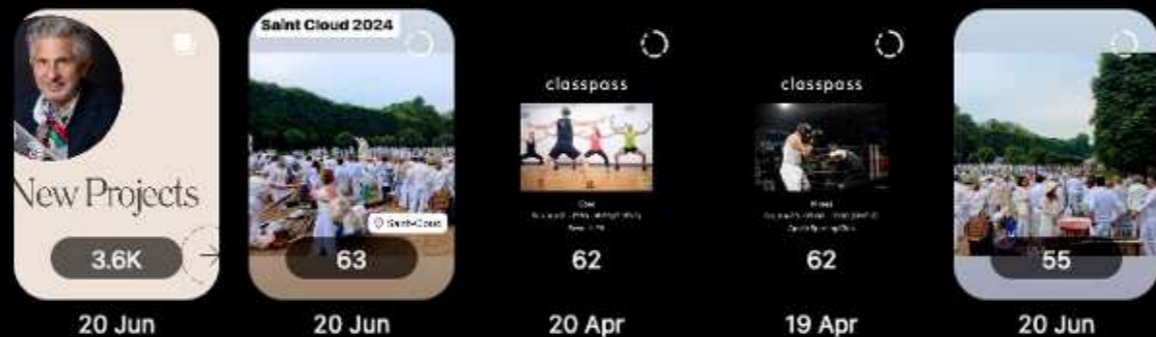 Saint Cloud 2024
classpass
classpass
New Projects
Saint-Cloud
3.6K
63
62
62
55
20 Jun
20 Jun
20 Apr
19 Apr
20 Jun